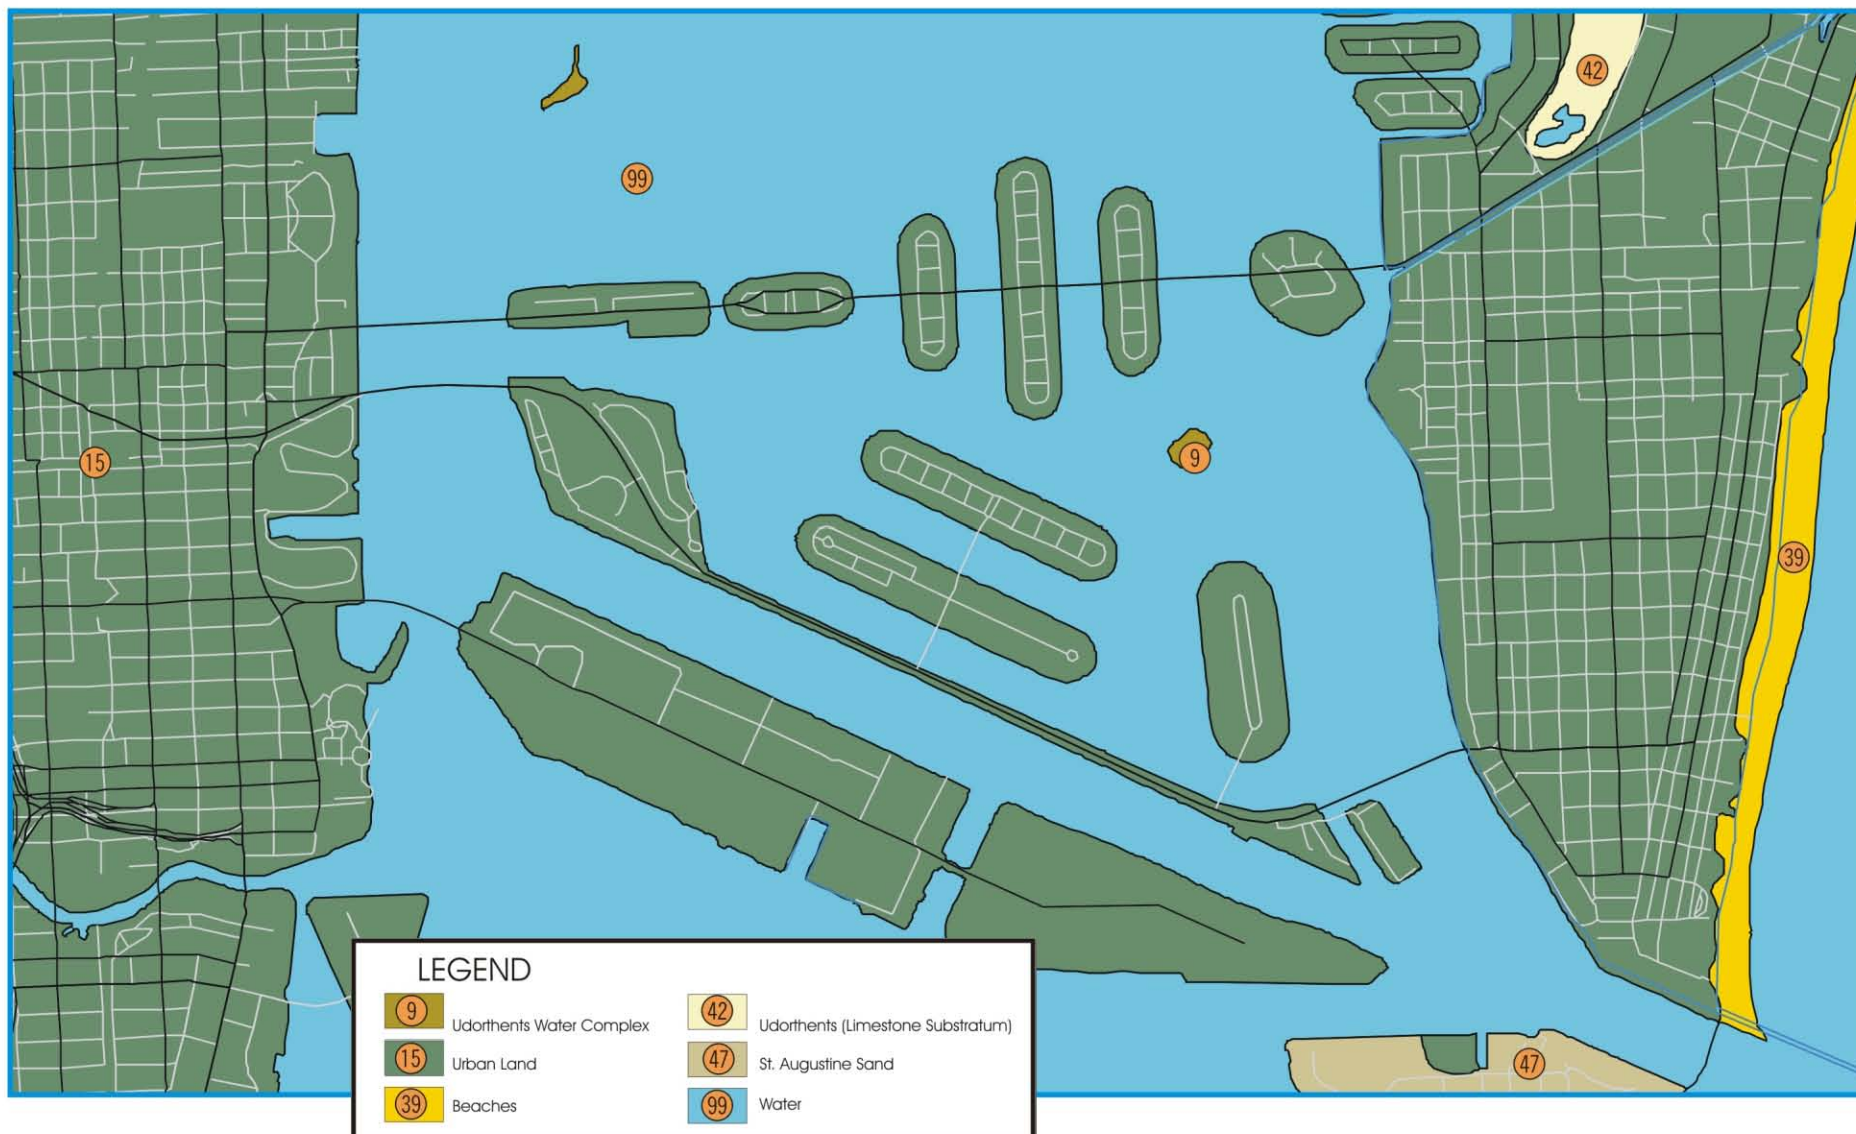 42
99
15
9
39
47
LEGEND
9 Udorthents Water Complex
42 Udorthents (Limestone Substratum)
15 Urban Land
47 St. Augustine Sand
39 Beaches
99 Water